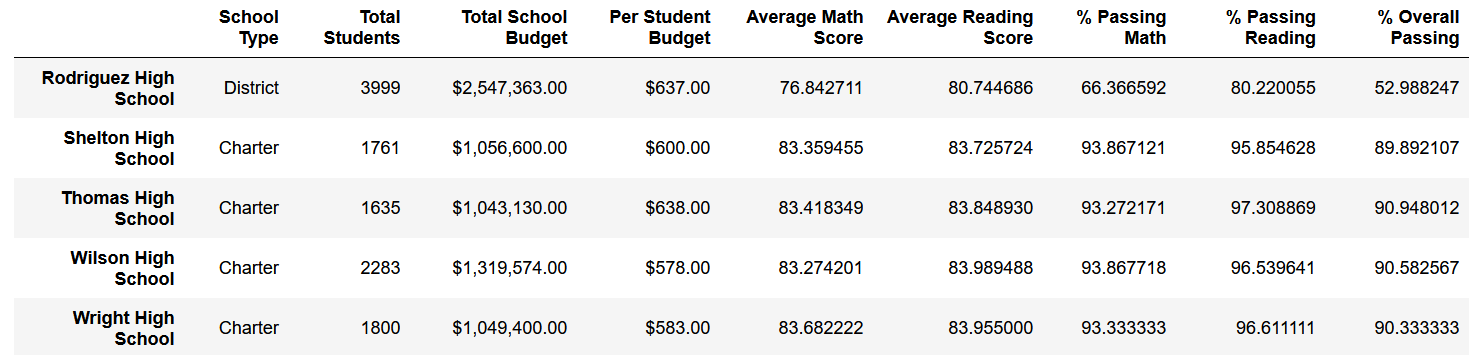 School Type Total Students Total School Budget Per Student Budget Average Math Score Average Reading Score % Passing Math % Passing Reading % Overall Passing
Rodriguez High School District 3999 $2,547,363.00 $637.00 76.842711 80.744686 66.366592 80.220055 52.988247
Shelton High School Charter 1761 $1,056,600.00 $600.00 83.359455 83.725724 93.867121 95.854628 89.892107
Thomas High School Charter 1635 $1,043,130.00 $638.00 83.418349 83.848930 93.272171 97.308869 90.948012
Wilson High School Charter 2283 $1,319,574.00 $578.00 83.274201 83.989488 93.867718 96.539641 90.582567
Wright High School Charter 1800 $1,049,400.00 $583.00 83.682222 83.955000 93.333333 96.611111 90.333333